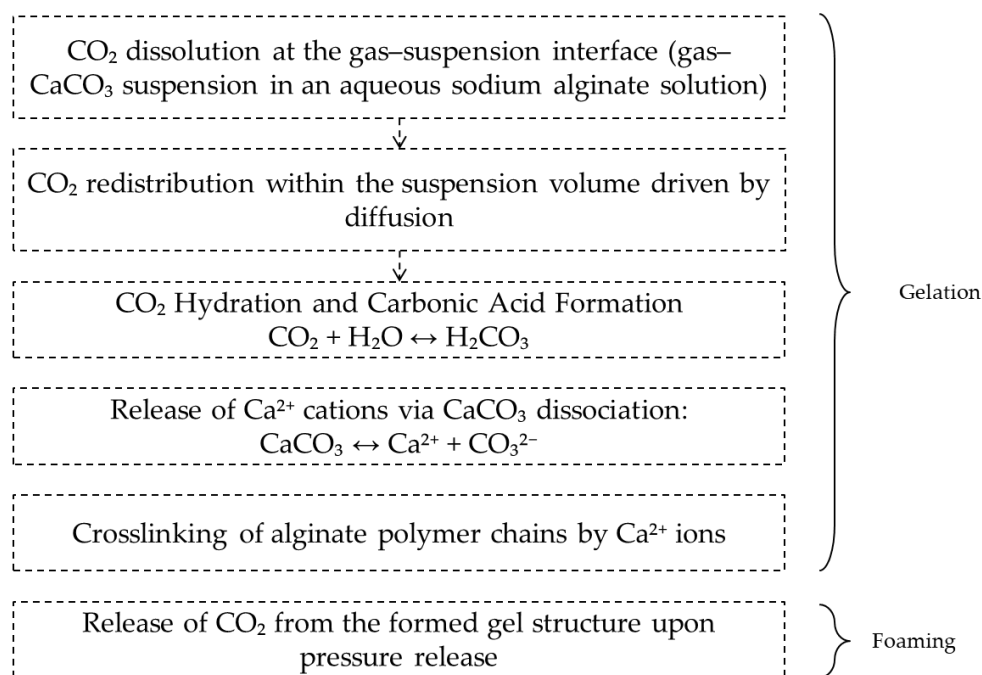 CO₂ dissolution at the gas–suspension interface (gas–
CaCO₃ suspension in an aqueous sodium alginate solution)
CO₂ redistribution within the suspension volume driven by
diffusion
CO₂ Hydration and Carbonic Acid Formation
CO₂ + H₂O ↔ H₂CO₃
Release of Ca²⁺ cations via CaCO₃ dissociation:
CaCO₃ ↔ Ca²⁺ + CO₃²⁻
Crosslinking of alginate polymer chains by Ca²⁺ ions
Gelation
Release of CO₂ from the formed gel structure upon
pressure release
Foaming